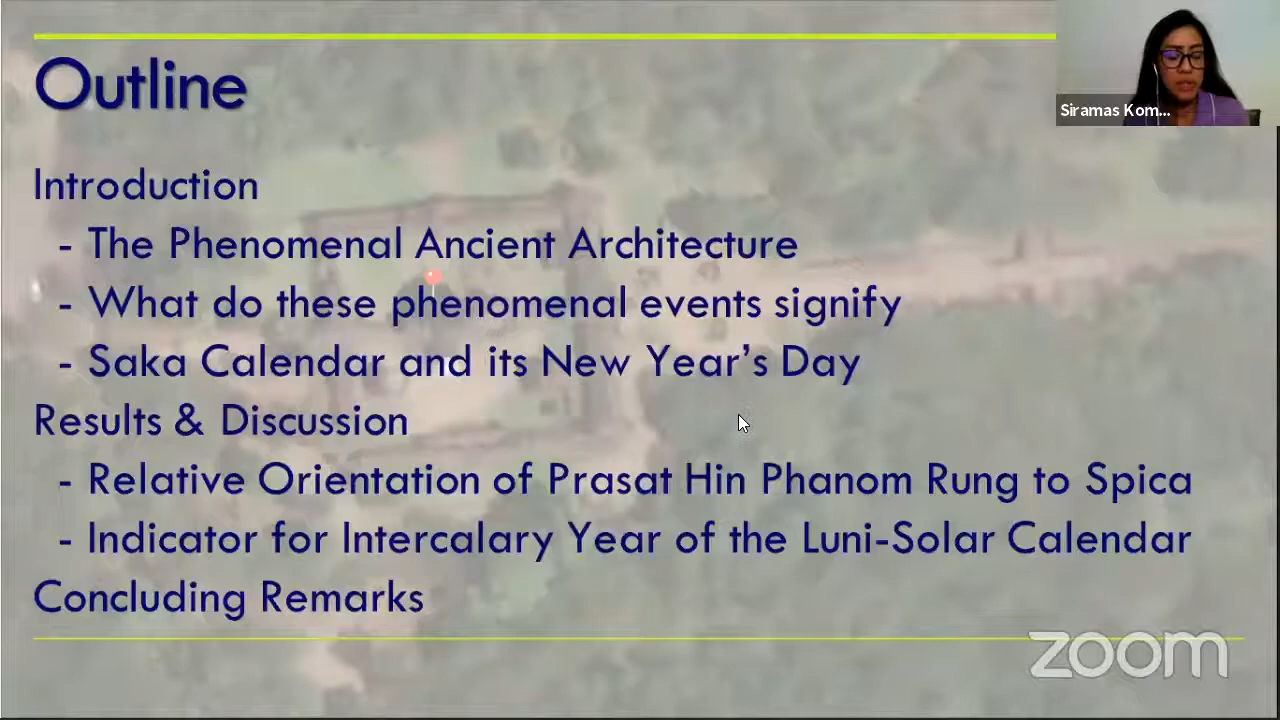 Outline
Siramas Kom...
Introduction
- The Phenomenal Ancient Architecture
- What do these phenomenal events signify
- Saka Calendar and its New Year’s Day
Results & Discussion
- Relative Orientation of Prasat Hin Phanom Rung to Spica
- Indicator for Intercalary Year of the Luni-Solar Calendar
Concluding Remarks
zoom